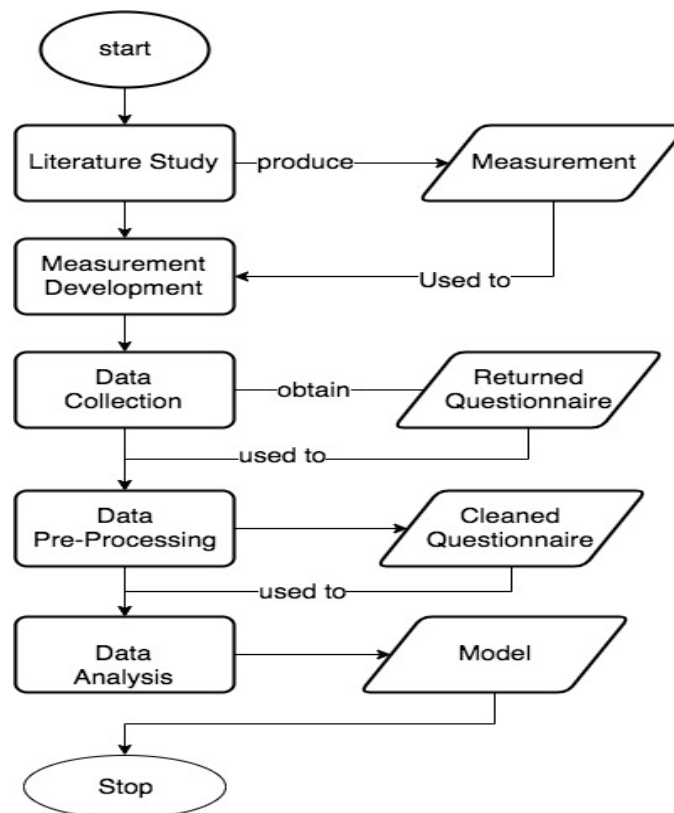 start
Literature Study
produce
Measurement
Measurement
Development
Used to
Data
Collection
obtain
Returned
Questionnaire
used to
Data
Pre-Processing
Cleaned
Questionnaire
used to
Data
Analysis
Model
Stop